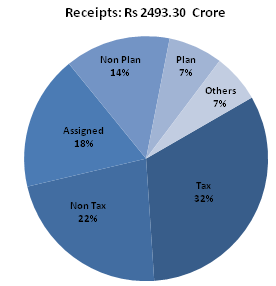 Receipts: Rs 2493.30 Crore
Non Plan
14%
Plan
7%
Others
7%
Assigned
18%
Tax
32%
Non Tax
22%